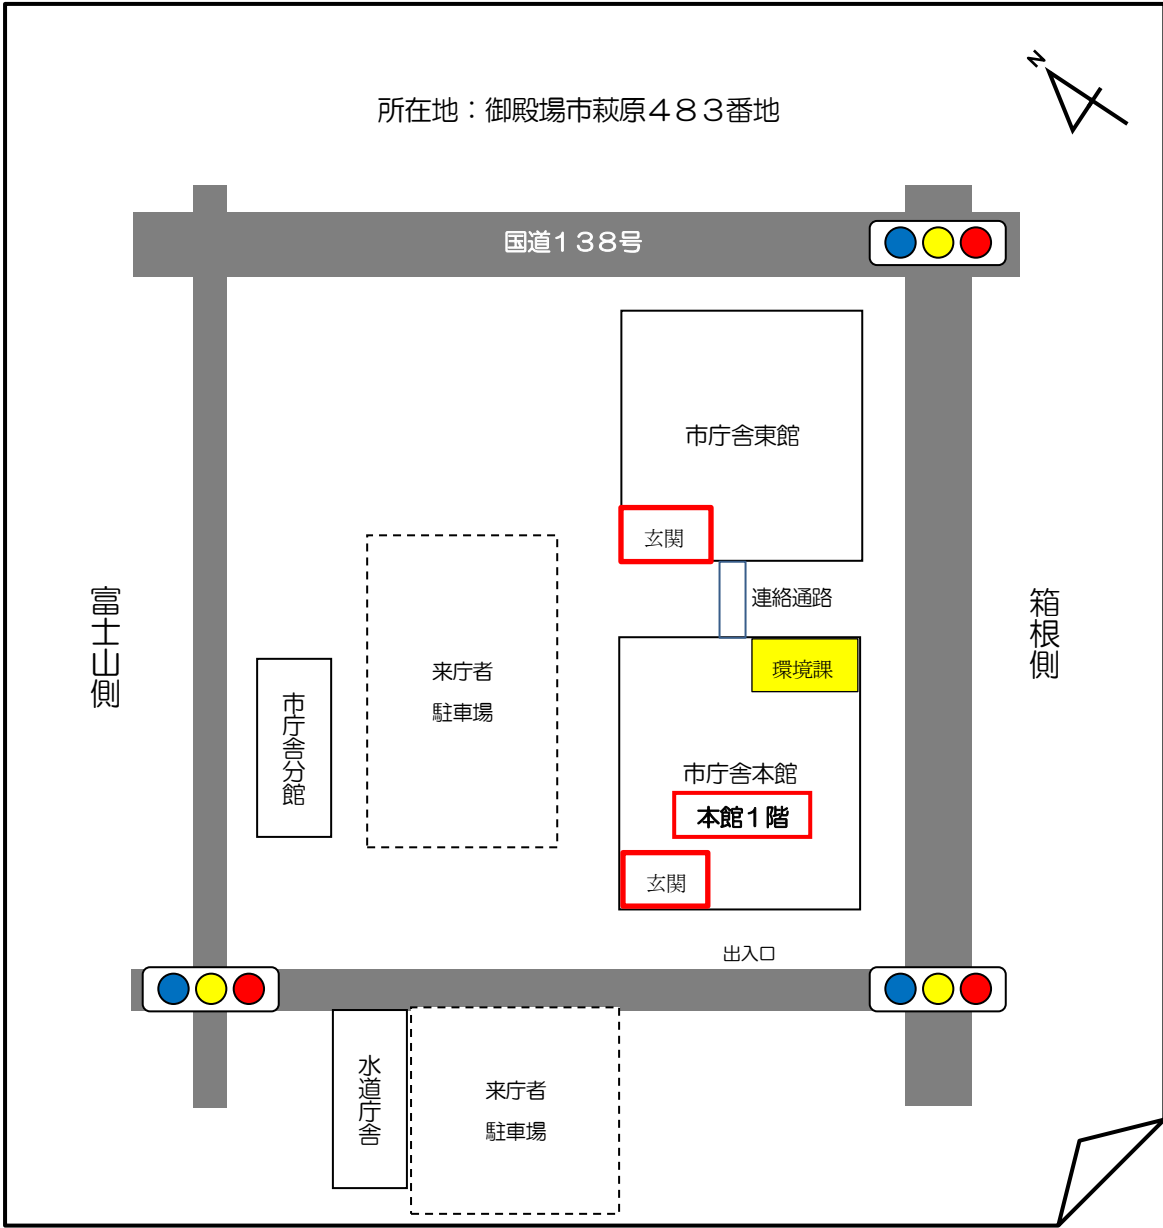 N
所在地：御殿場市萩原４８３番地
国道１３８号
市庁舎東館
玄関
連絡通路
富士山側
箱根側
来庁者
駐車場
環境課
市庁舎分館
市庁舎本館
本館１階
玄関
出入口
水道庁舎
来庁者
駐車場